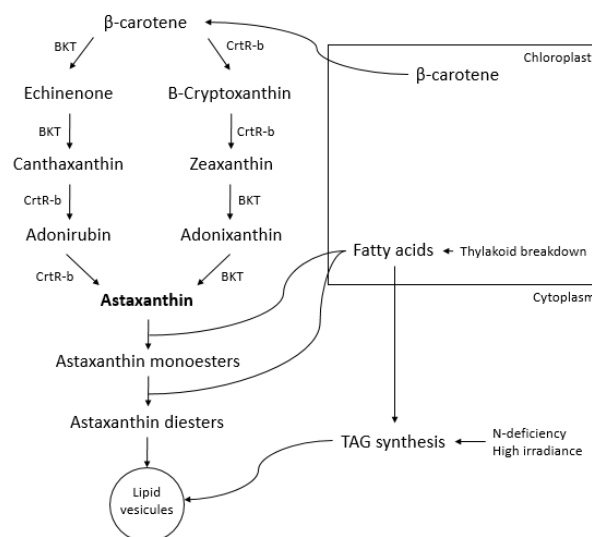 β-carotene
BKT
CrtR-b
Chloroplast
β-carotene
Echinenone
B-Cryptoxanthin
BKT
CrtR-b
Canthaxanthin
Zeaxanthin
CrtR-b
BKT
Adonirubin
Adonixanthin
Fatty acids
Thylakoid breakdown
CrtR-b
BKT
Astaxanthin
Cytoplasm
Astaxanthin monoesters
Astaxanthin diesters
TAG synthesis
N-deficiency
High irradiance
Lipid
vesicules